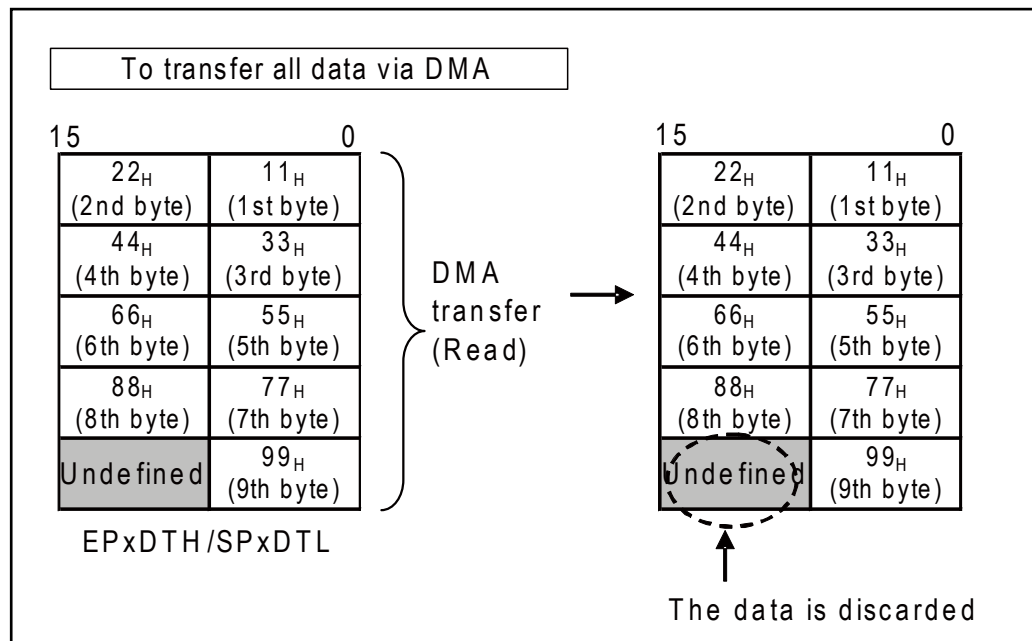 To transfer all data via DMA
15 0
22H 11H
(2nd byte) (1st byte)
44H 33H
(4th byte) (3rd byte)
66H 55H
(6th byte) (5th byte)
88H 77H
(8th byte) (7th byte)
Undefined 99H
(9th byte)
EPxDTH/SPxDTL
DMA
transfer
(Read)
15 0
22H 11H
(2nd byte) (1st byte)
44H 33H
(4th byte) (3rd byte)
66H 55H
(6th byte) (5th byte)
88H 77H
(8th byte) (7th byte)
Undefined 99H
(9th byte)
The data is discarded